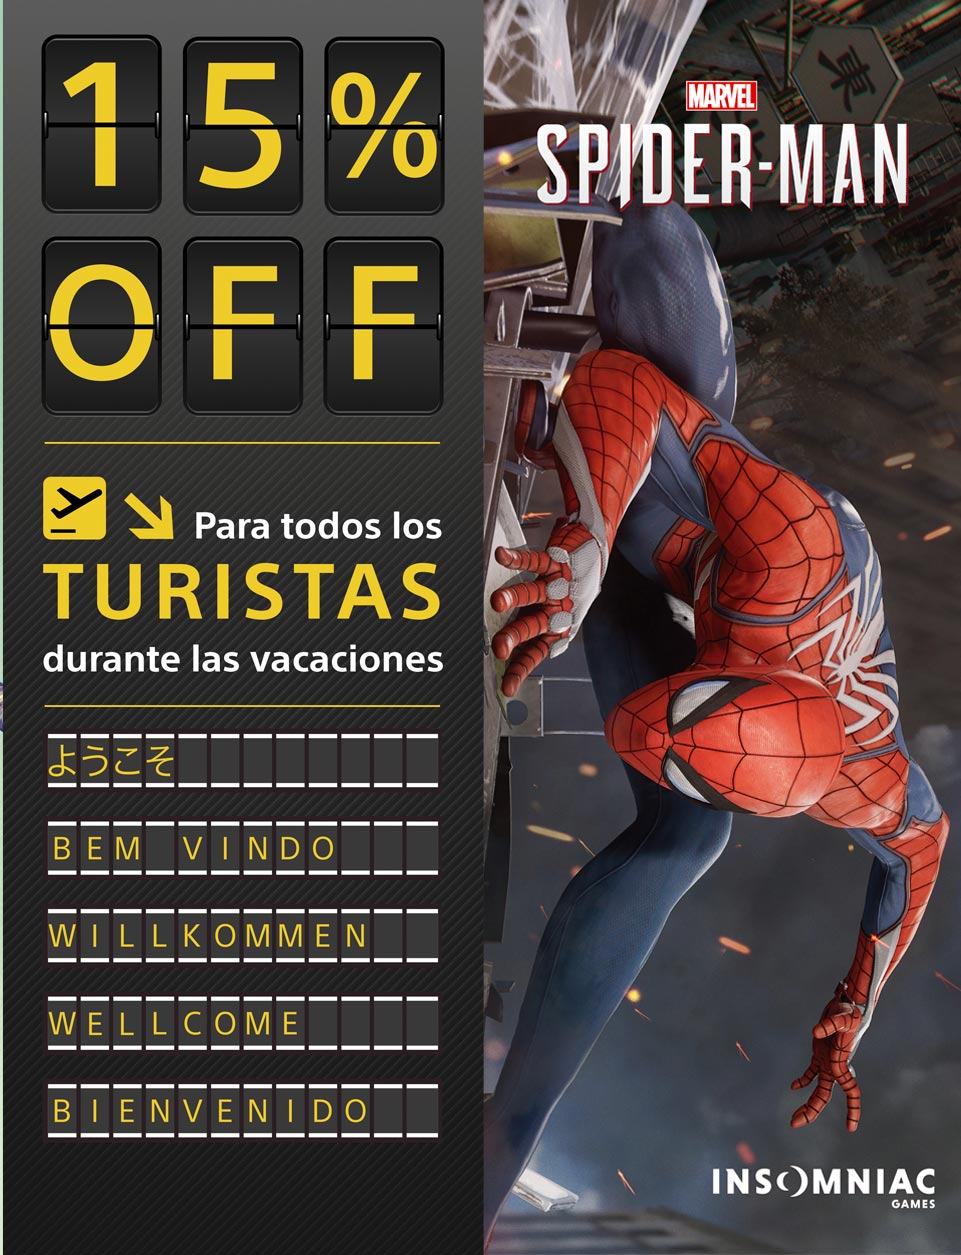 15%
OFF
Para todos los
TURISTAS
durante las vacaciones
ようこそ
BEM VINDO
WILLKOMMEN
WELLCOME
BIENVENIDO
MARVEL
SPIDER-MAN
東
INSOMNIAC
GAMES